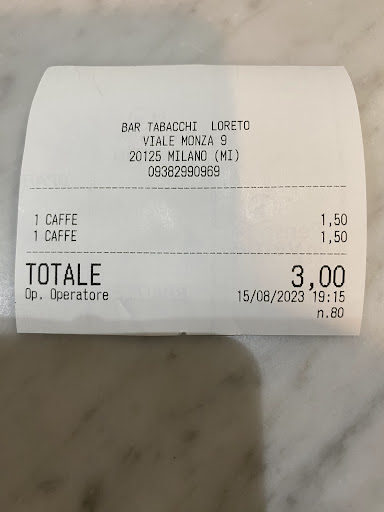 BAR TABACCHI LORETO
VIALE MONZA 9
20125 MILANO (MI)
09382990969
1 CAFFE 1,50
1 CAFFE 1,50
TOTALE 3,00
Op. Operatore 15/08/2023 19:15
n.80